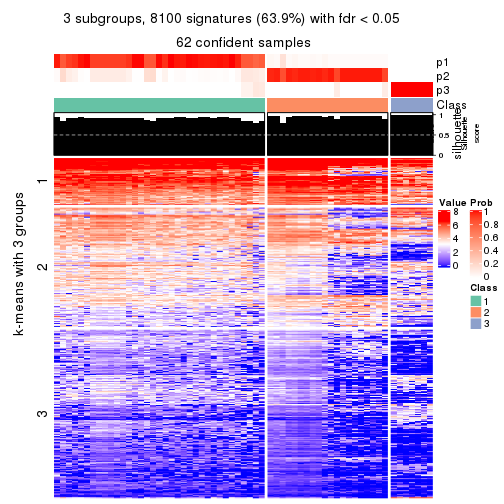 3 subgroups, 8100 signatures (63.9%) with fdr < 0.05
62 confident samples
p1
p2
p3
Class
1
0.5
0
silhouette
Silhouette
score
k-means with 3 groups
1
2
3
Value
8
6
4
2
0
Prob
1
0.8
0.6
0.4
0.2
0
Class
1
2
3